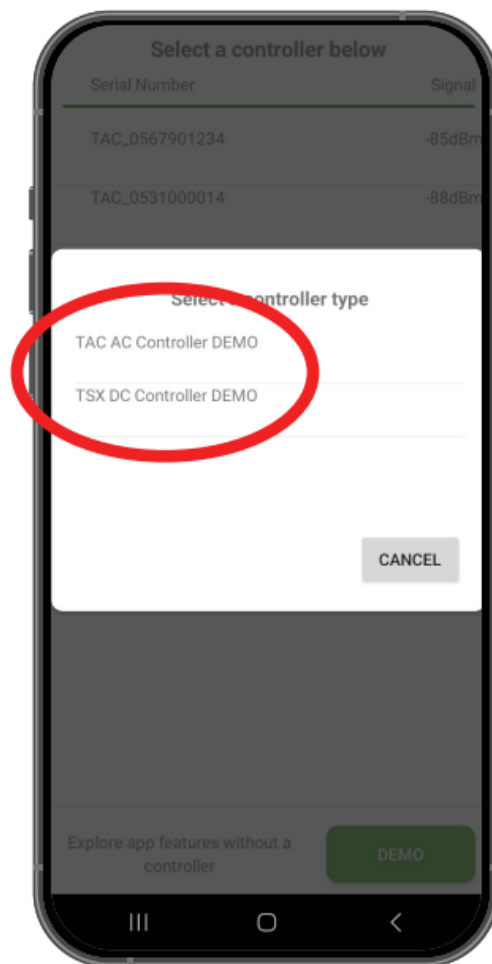 Select a controller below
Serial Number Signal
TAC_0567901234 -85dBm
TAC_0531000014 -88dBm
Select a controller type
TAC AC Controller DEMO
TSX DC Controller DEMO
CANCEL
Explore app features without a
controller
DEMO